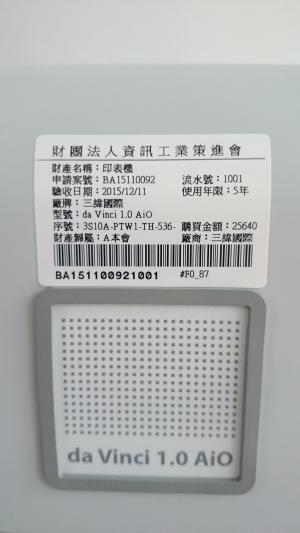 財團法人資訊工業策進會
財產名稱：印表機
申請案號：BA15110092 流水號：1001
驗收日期：2015/12/11 使用年限：5年
廠牌：三緯國際
型號：da Vinci 1.0 AiO
序號：3S10A-PTW1-TH-536- 購買金額：25640
財產歸屬：A本會 廠商：三緯國際
BA151100921001 #F0_87
da Vinci 1.0 AiO